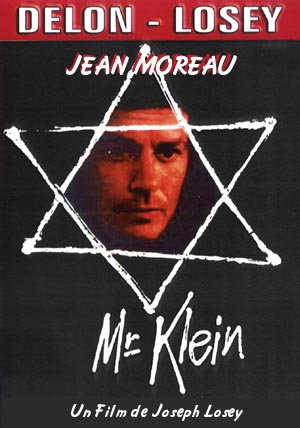 DELON - LOSEY
JEAN MOREAU
Mr Klein
Un Film de Joseph Losey